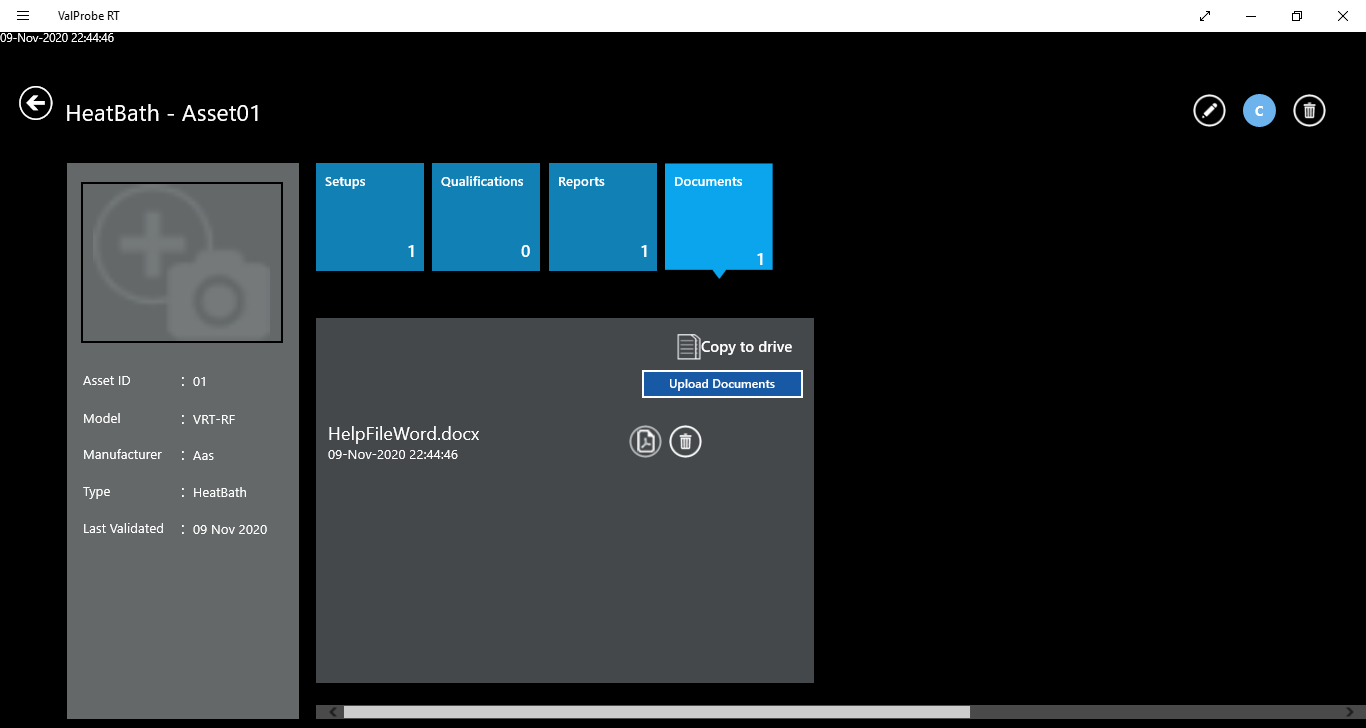 ValProbe RT
09-Nov-2020 22:44:46
HeatBath - Asset01
C
Setups
1
Qualifications
0
Reports
1
Documents
1
Asset ID : 01
Model : VRT-RF
Manufacturer : Aas
Type : HeatBath
Last Validated : 09 Nov 2020
Copy to drive
Upload Documents
HelpFileWord.docx
09-Nov-2020 22:44:46